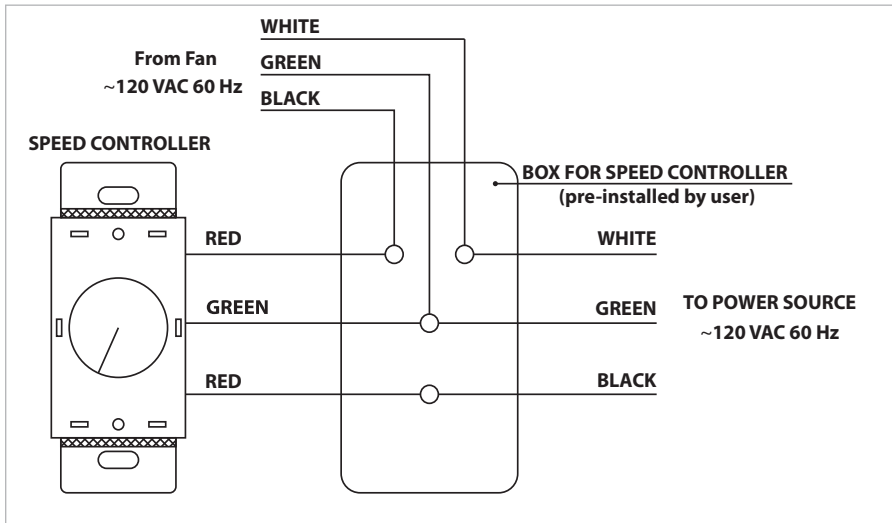 WHITE
From Fan
~120 VAC 60 Hz
GREEN
BLACK
SPEED CONTROLLER
BOX FOR SPEED CONTROLLER
(pre-installed by user)
RED
WHITE
GREEN
GREEN
TO POWER SOURCE
~120 VAC 60 Hz
RED
BLACK